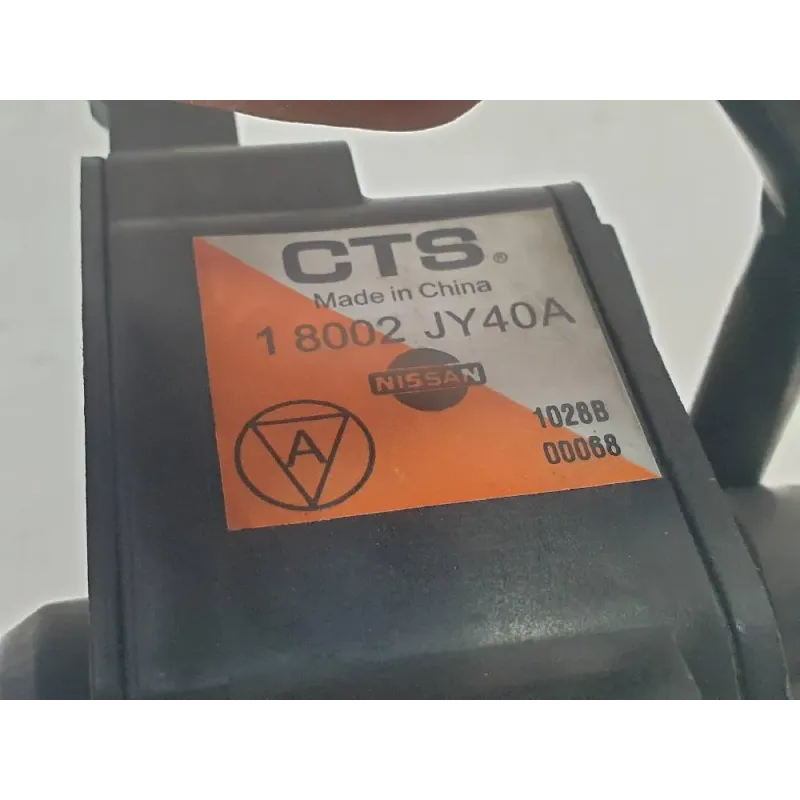 CTS®
Made in China
1 8002 JY40A
NISSAN
A
1028B
00068